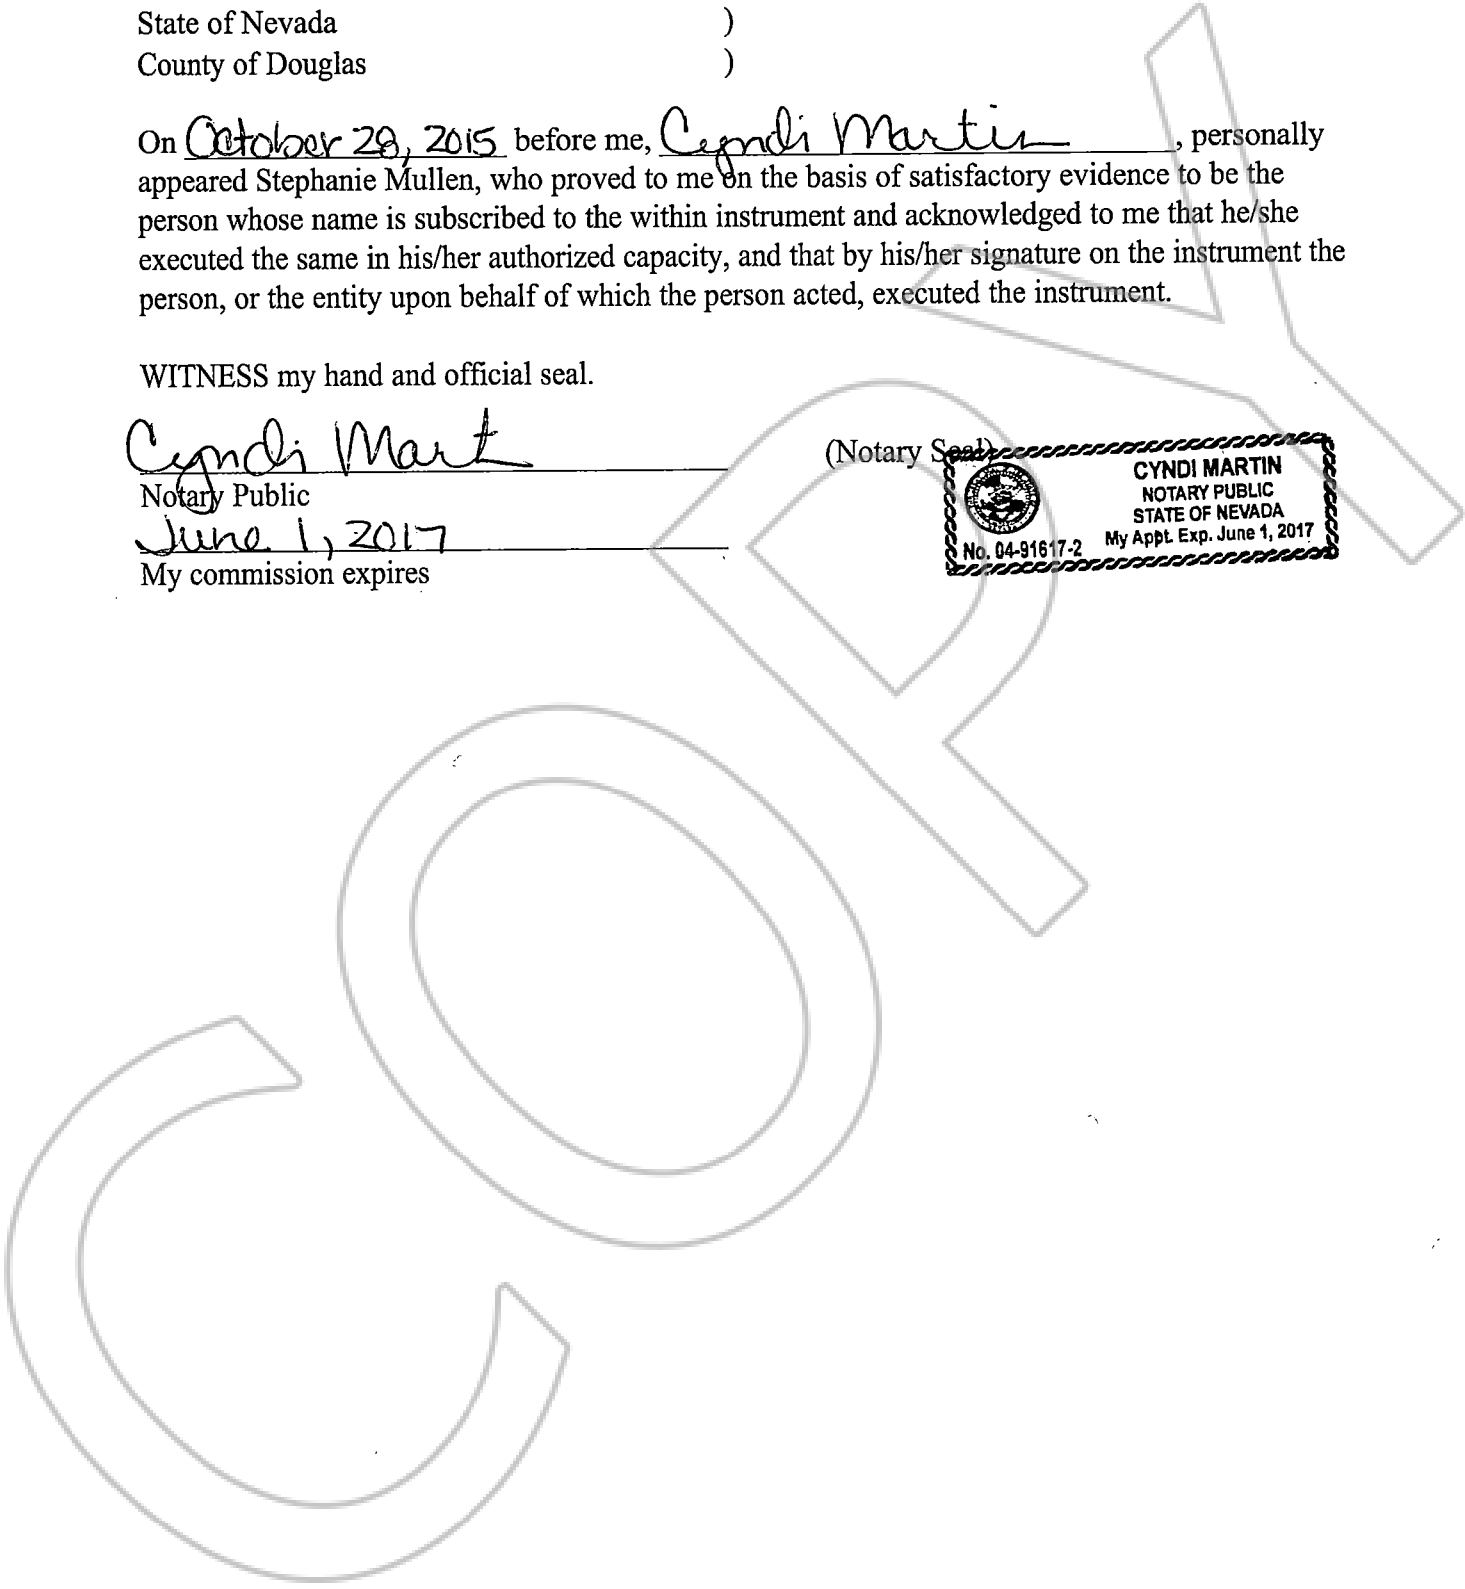 State of Nevada )
County of Douglas )
On October 28, 2015 before me, Cyndi Martin, personally
appeared Stephanie Mullen, who proved to me on the basis of satisfactory evidence to be the
person whose name is subscribed to the within instrument and acknowledged to me that he/she
executed the same in his/her authorized capacity, and that by his/her signature on the instrument the
person, or the entity upon behalf of which the person acted, executed the instrument.
WITNESS my hand and official seal.
Cyndi Mart
(Notary Seal)
Notary Public
June 1, 2017
My commission expires
CYNDI MARTIN
NOTARY PUBLIC
STATE OF NEVADA
No. 04-91617-2 My Appt. Exp. June 1, 2017
COPY